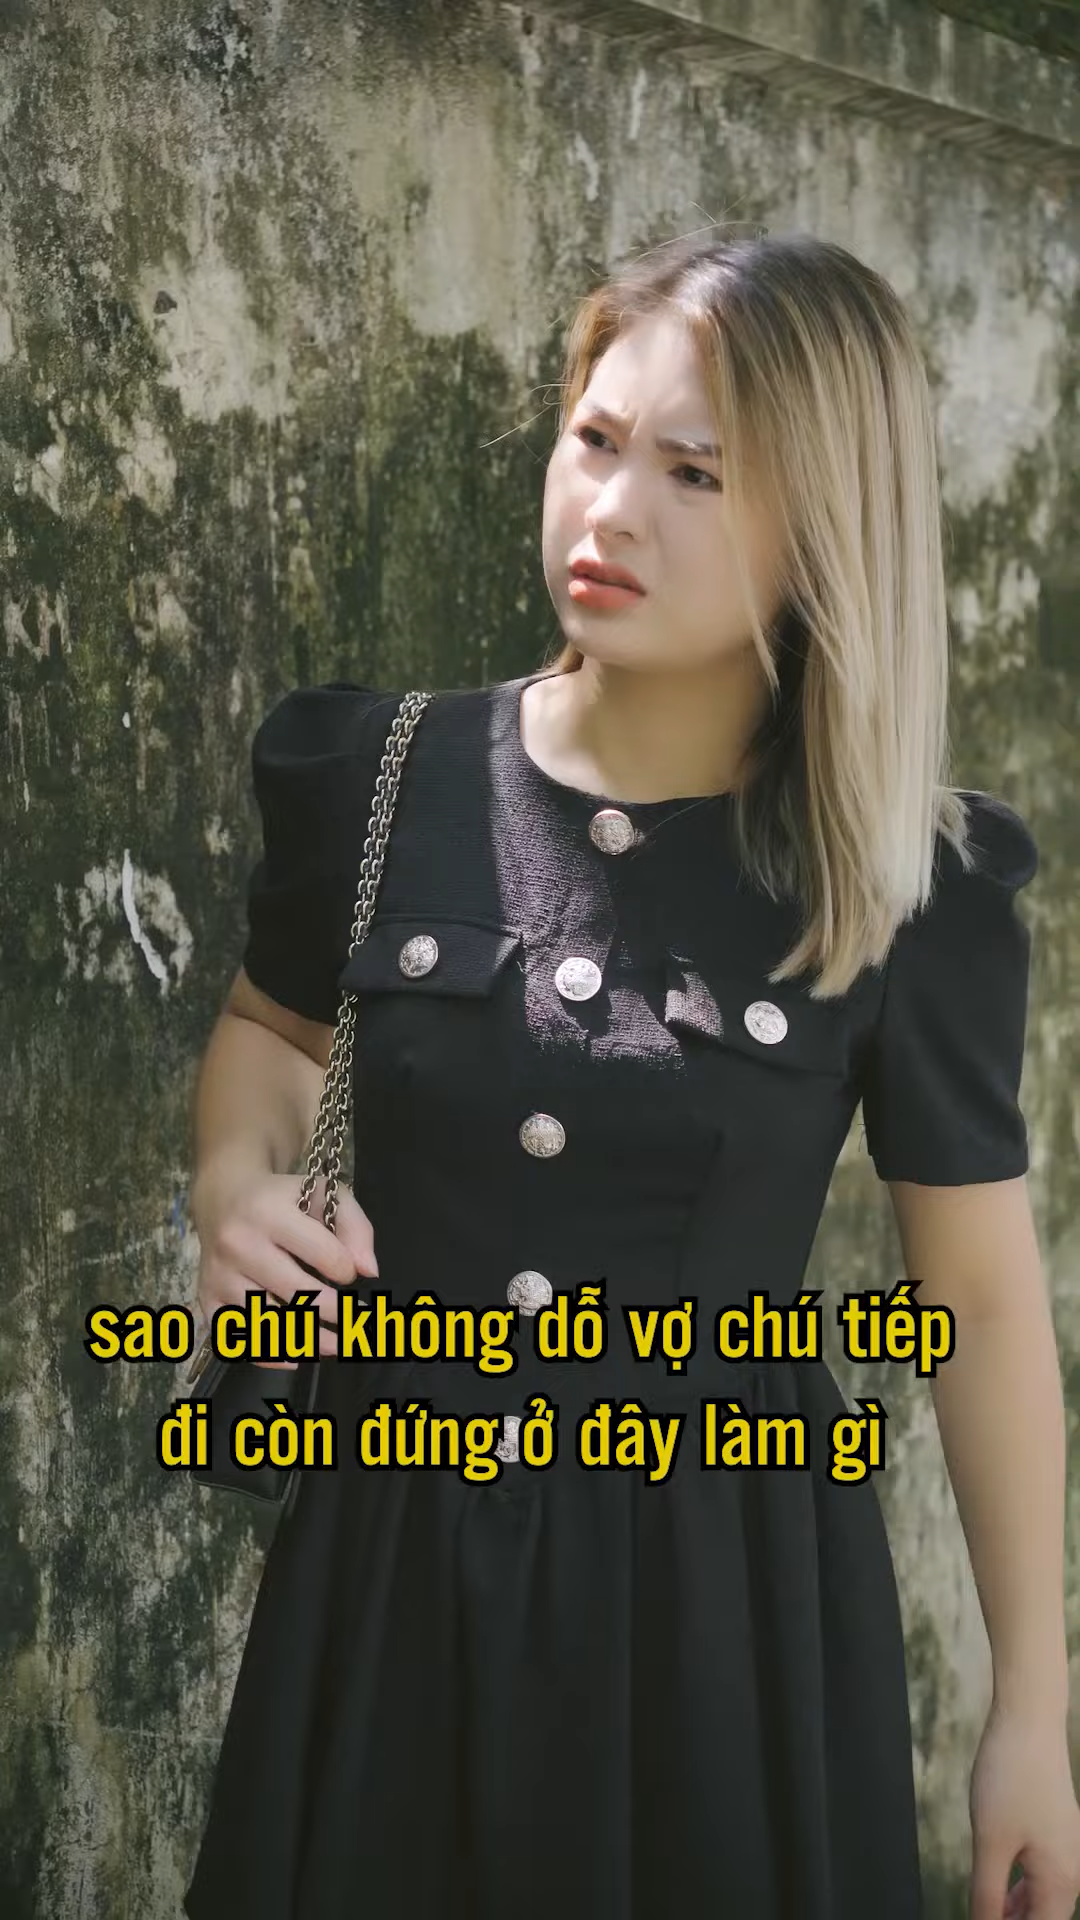 sao chú không dỗ vợ chú tiếp
đi còn đứng ở đây làm gì